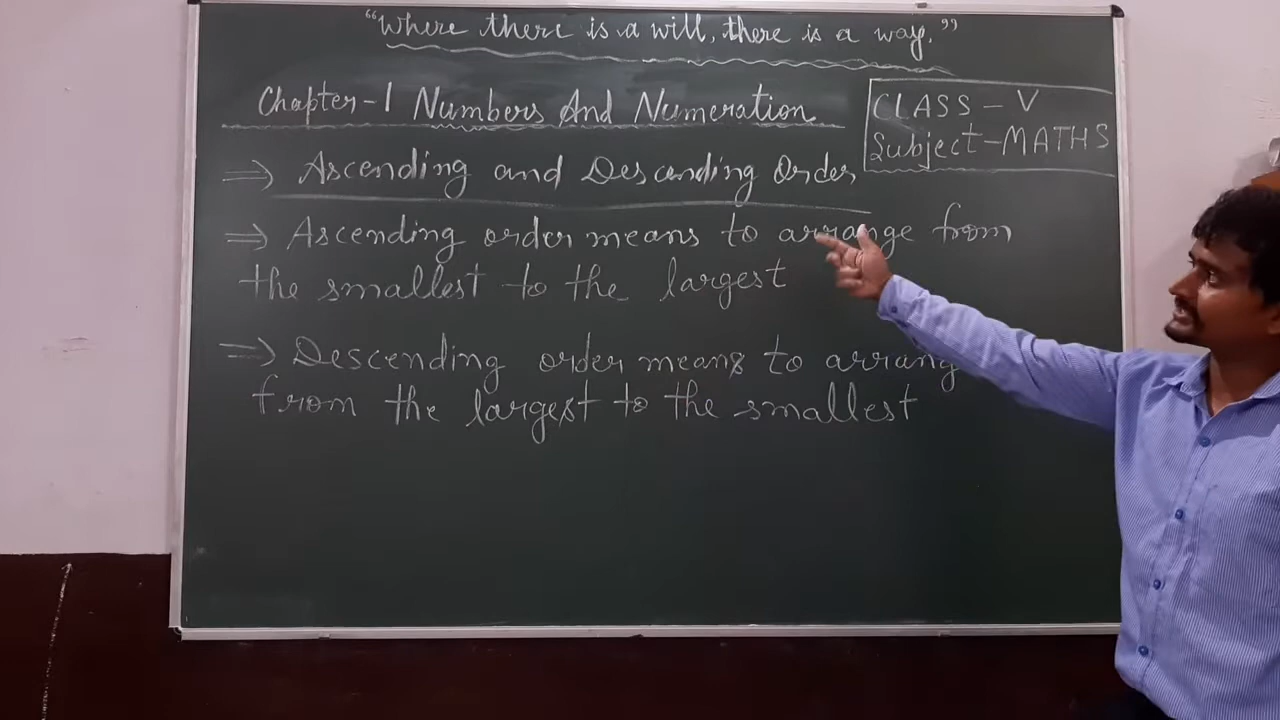 “Where there is a will, there is a way.”
Chapter-1 Numbers And Numeration
CLASS - V
Subject-MATHS
⇒ Ascending and Descending Order
⇒ Ascending order means to arrange from
the smallest to the largest
⇒ Descending order means to arrang
from the largest to the smallest